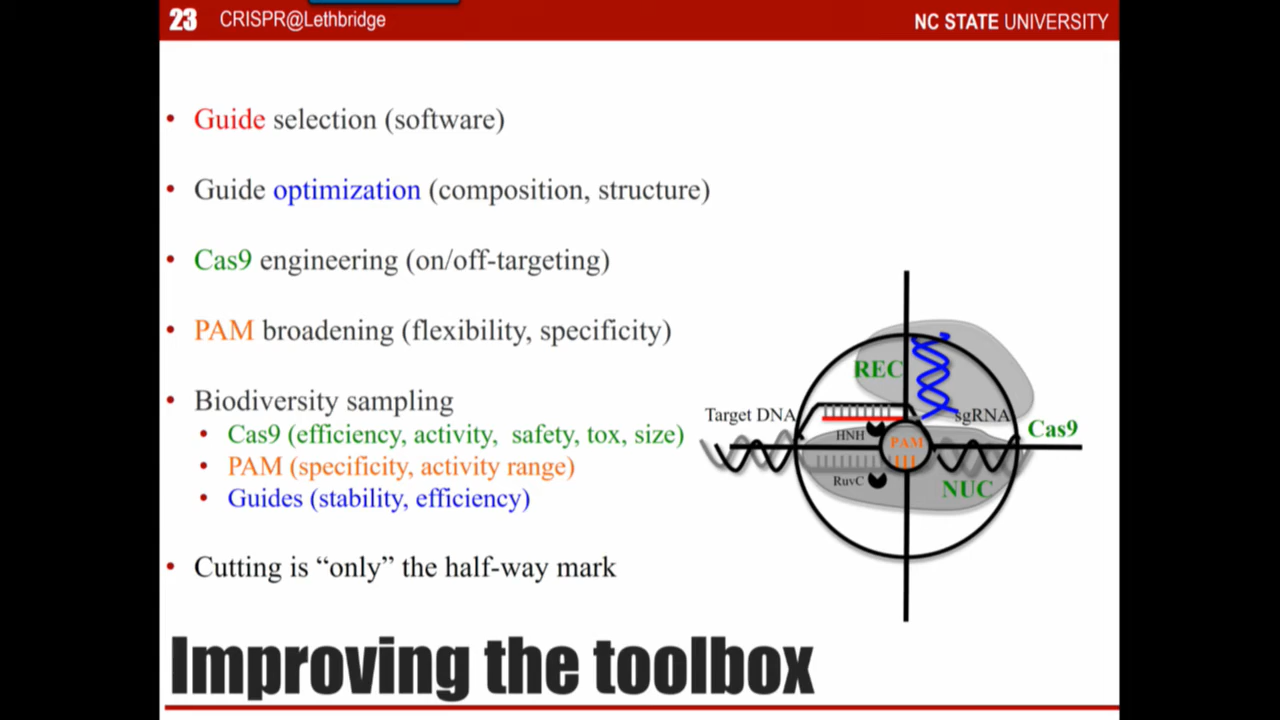 23 CRISPR@Lethbridge
NC STATE UNIVERSITY
• Guide selection (software)
• Guide optimization (composition, structure)
• Cas9 engineering (on/off-targeting)
• PAM broadening (flexibility, specificity)
• Biodiversity sampling
• Cas9 (efficiency, activity, safety, tox, size)
• PAM (specificity, activity range)
• Guides (stability, efficiency)
• Cutting is “only” the half-way mark
REC
Target DNA
sgRNA
Cas9
HNH
PAM
RuvC
NUC
Improving the toolbox